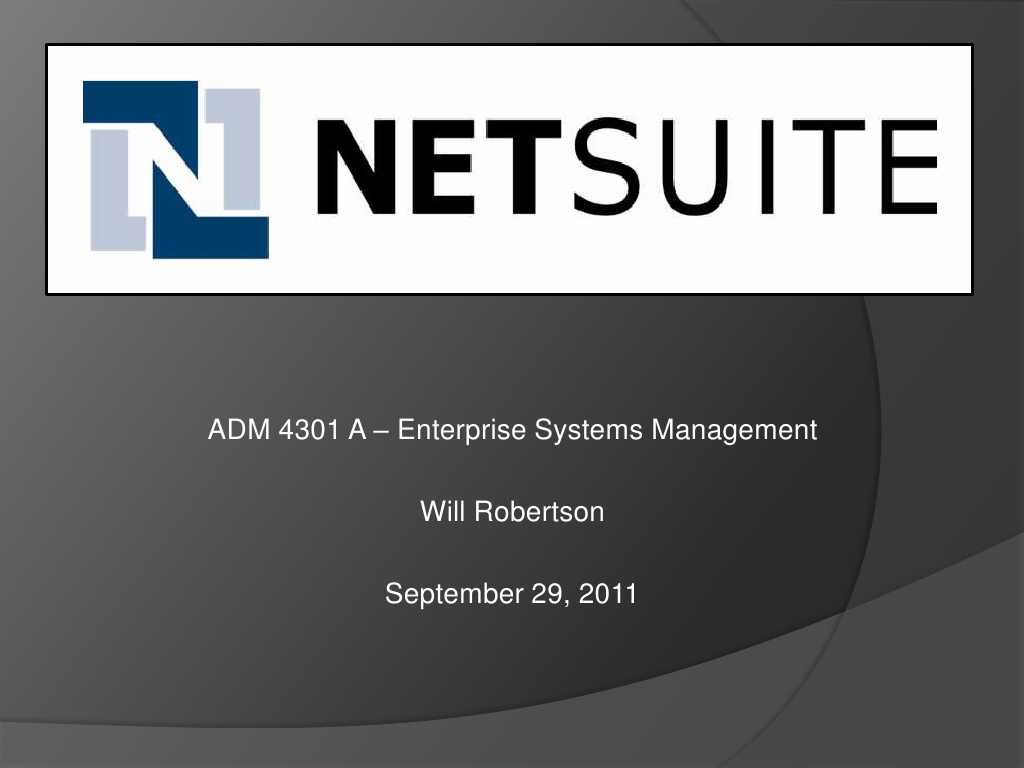 NETSUITE
ADM 4301 A – Enterprise Systems Management
Will Robertson
September 29, 2011